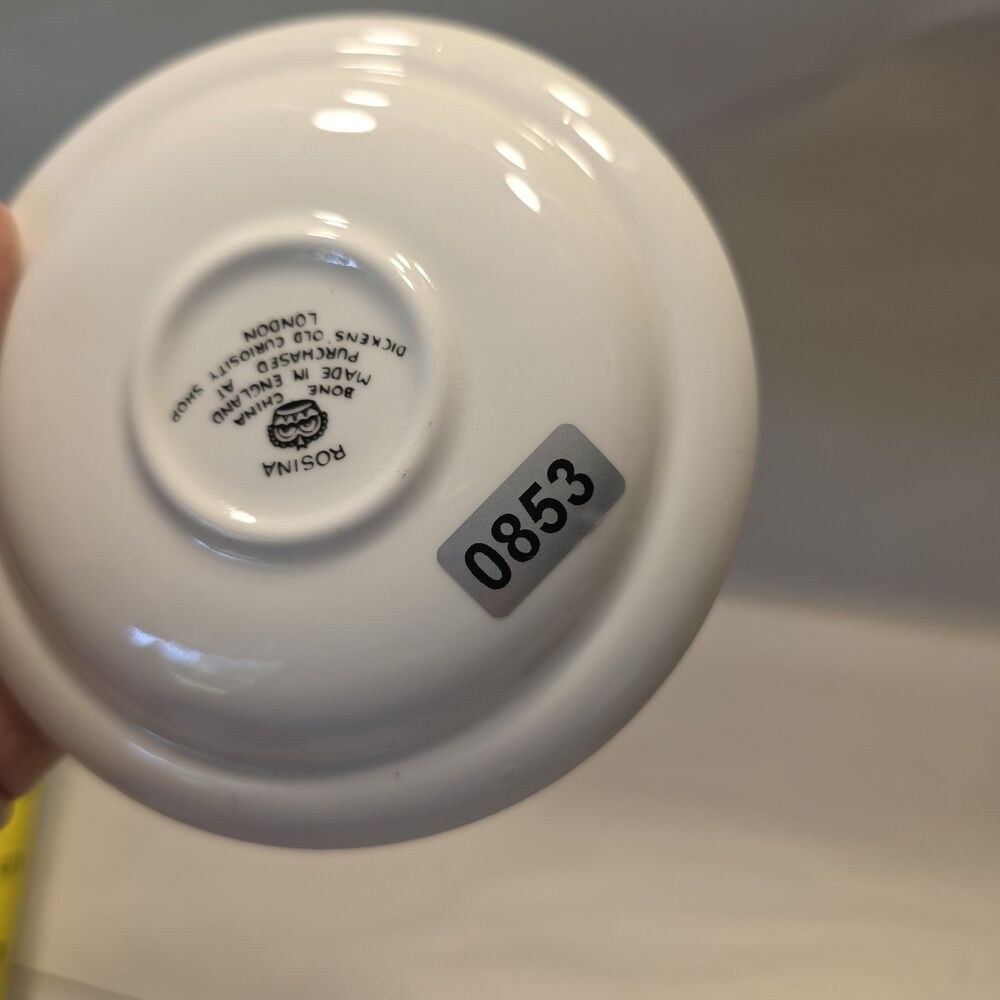 ROSINA
BONE CHINA
MADE IN ENGLAND
PURCHASED AT
DICKENS' OLD CURIOSITY SHOP
LONDON
0853